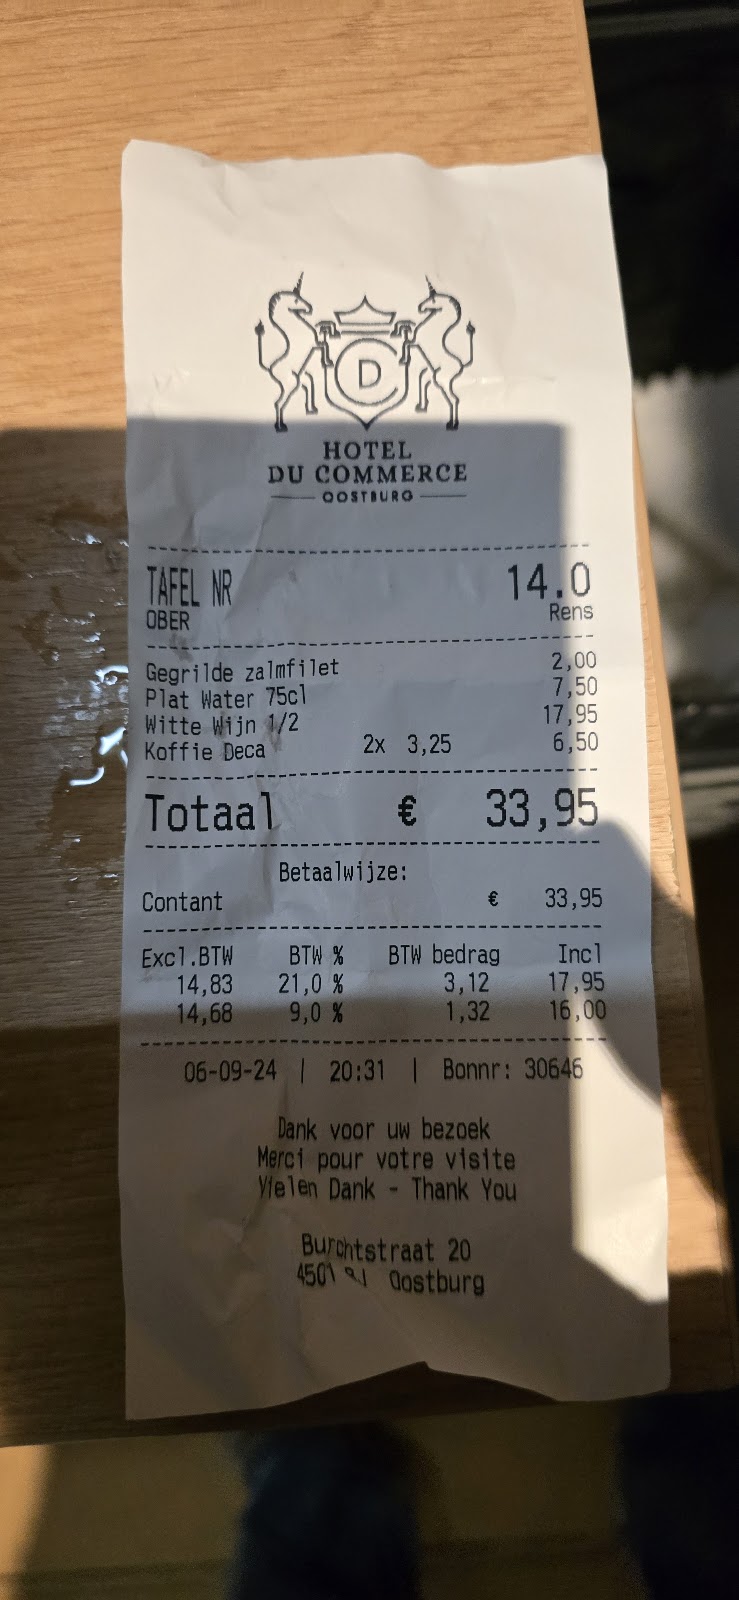 D
HOTEL
DU COMMERCE
OOSTBURG
TAFEL NR 14.0
OBER Rens
Gegrilde zalmfilet 2,00
Plat Water 75cl 7,50
Witte Wijn 1/2 17,95
Koffie Deca 2x 3,25 6,50
Totaal € 33,95
Betaalwijze:
Contant € 33,95
Excl.BTW BTW % BTW bedrag Incl
14,83 21,0 % 3,12 17,95
14,68 9,0 % 1,32 16,00
06-09-24 | 20:31 | Bonnr: 30646
Dank voor uw bezoek
Merci pour votre visite
Vielen Dank - Thank You
Burchtstraat 20
4501 Oostburg